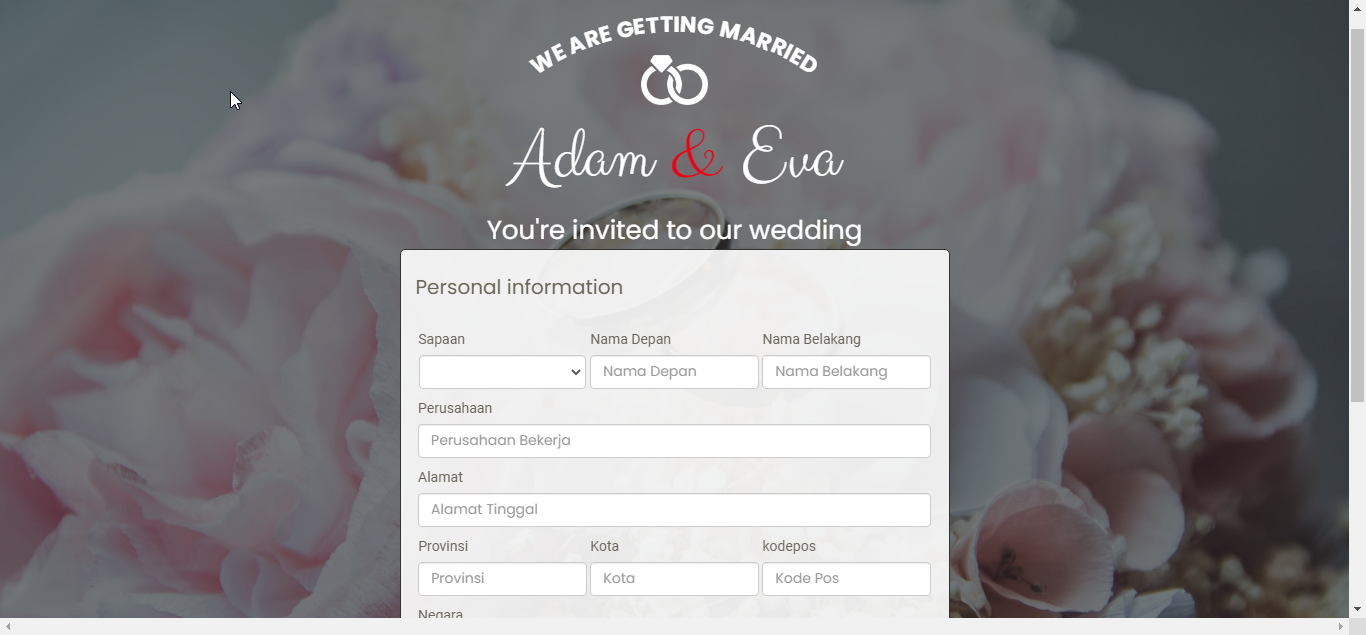 WE ARE GETTING MARRIED
Adam & Eva
You're invited to our wedding
Personal information
Sapaan Nama Depan Nama Belakang
Nama Depan Nama Belakang
Perusahaan
Perusahaan Bekerja
Alamat
Alamat Tinggal
Provinsi Kota kodepos
Provinsi Kota Kode Pos
Negara